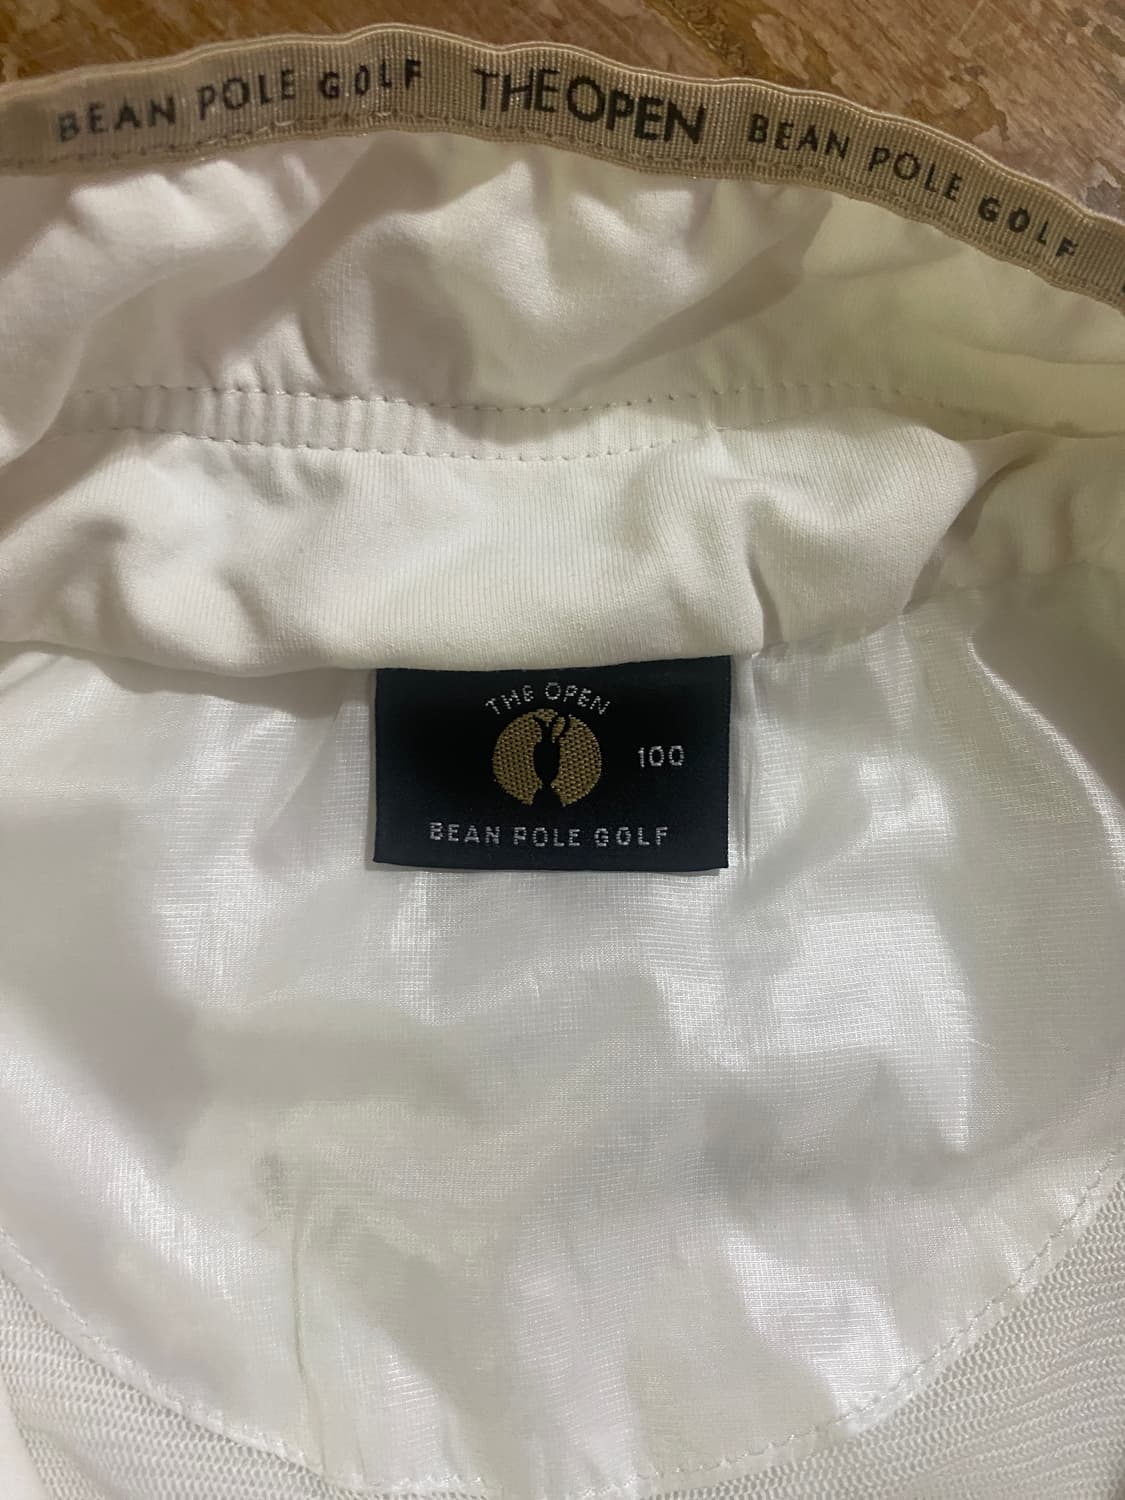 BEAN POLE GOLF THE OPEN BEAN POLE GOLF
THE OPEN
100
BEAN POLE GOLF